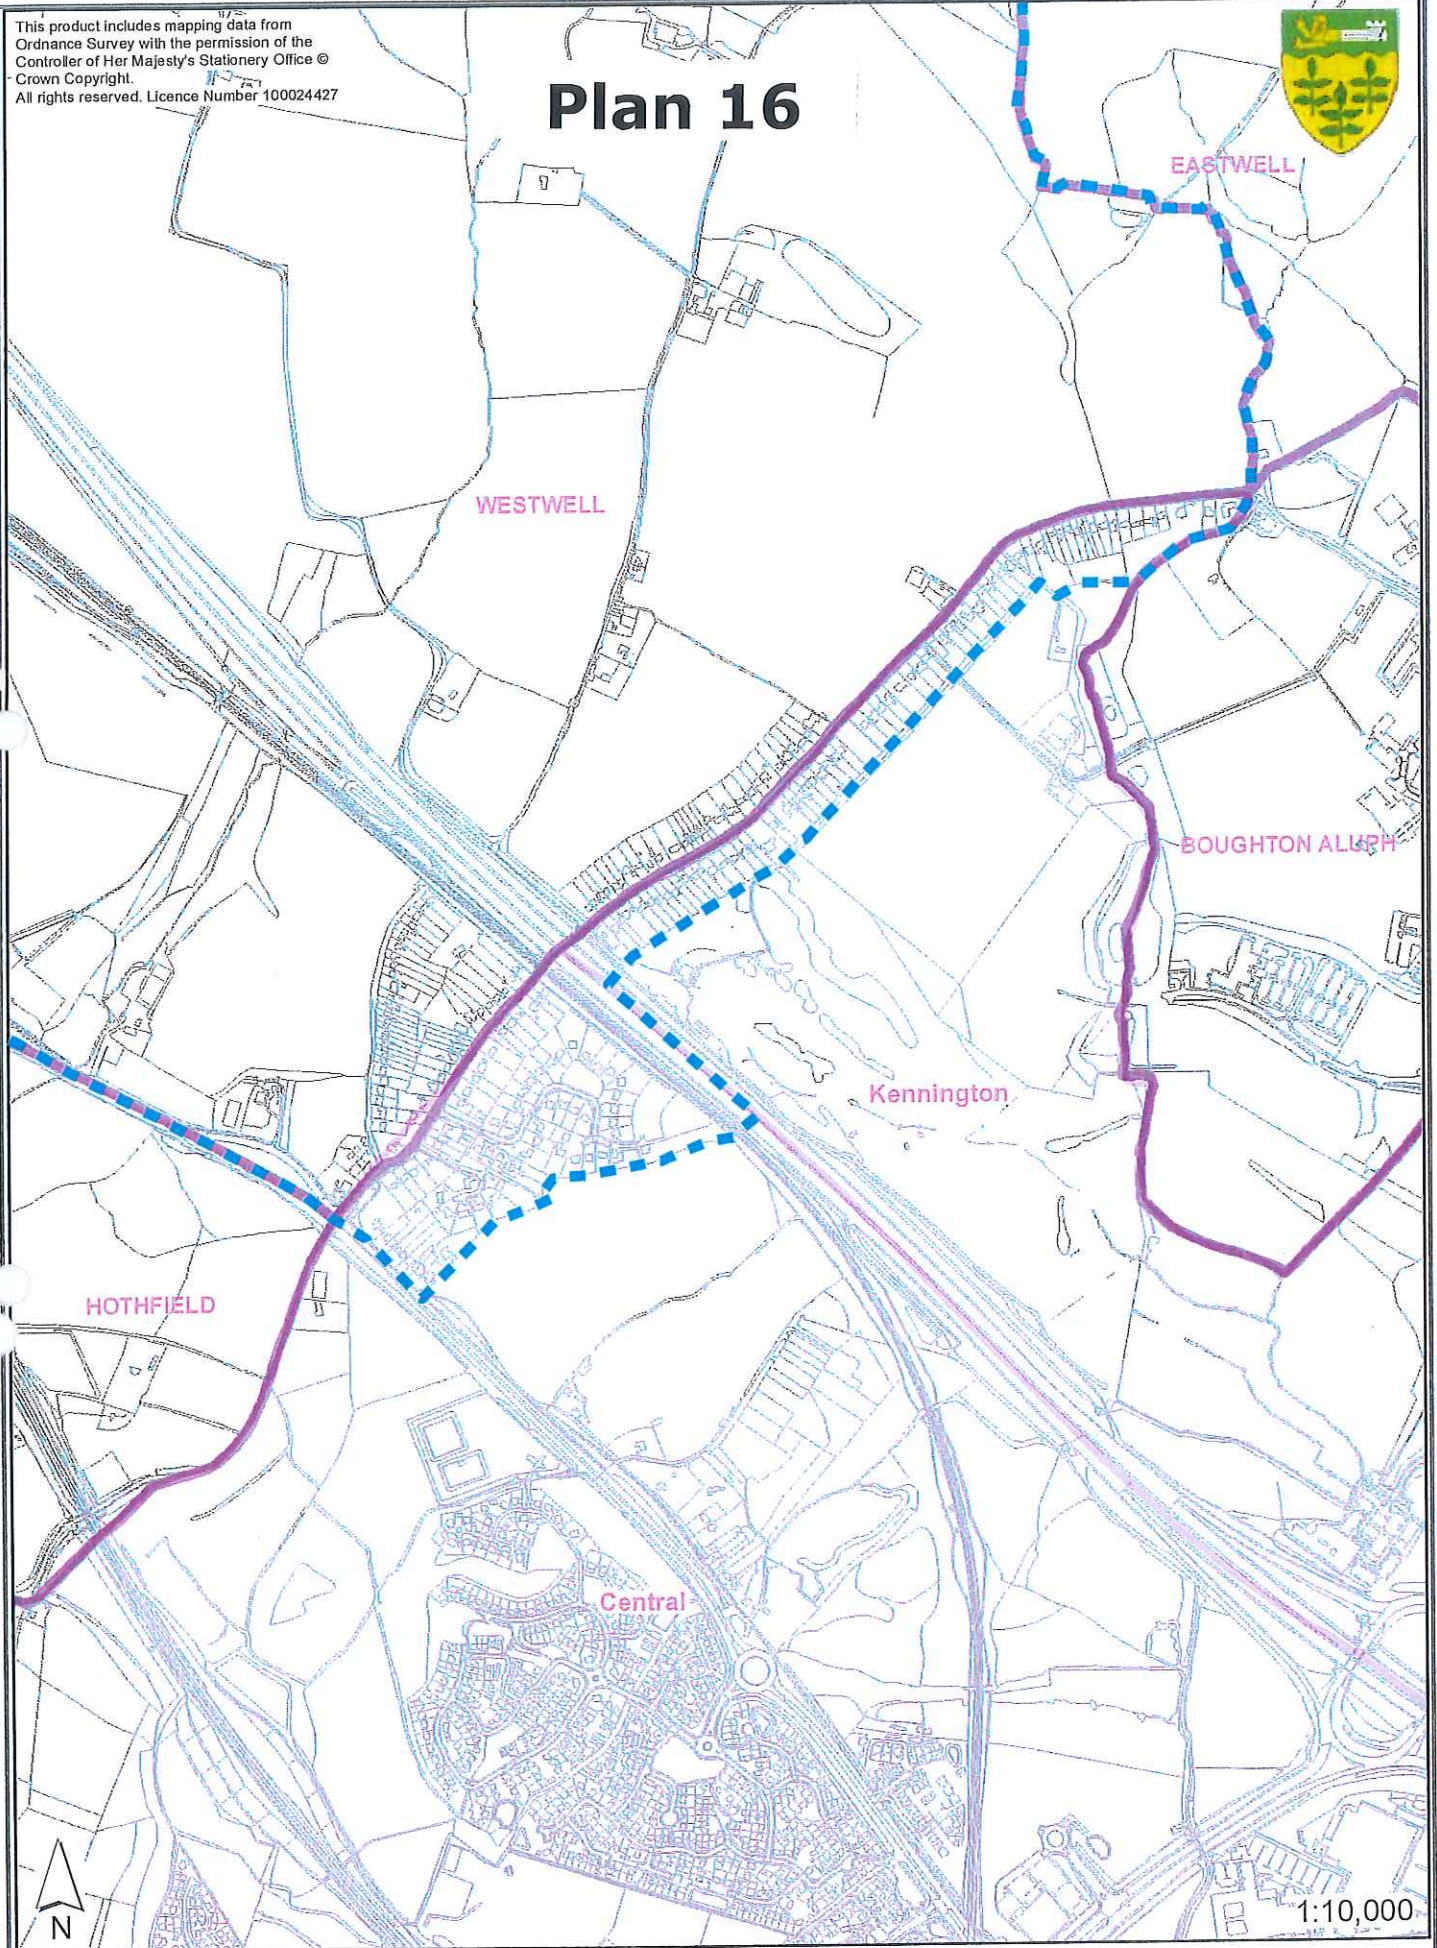 This product includes mapping data from
Ordnance Survey with the permission of the
Controller of Her Majesty's Stationery Office ©
Crown Copyright.
All rights reserved. Licence Number 100024427
Plan 16
EASTWELL
WESTWELL
BOUGHTON ALUPH
Kennington
HOTHFIELD
Central
N
1:10,000